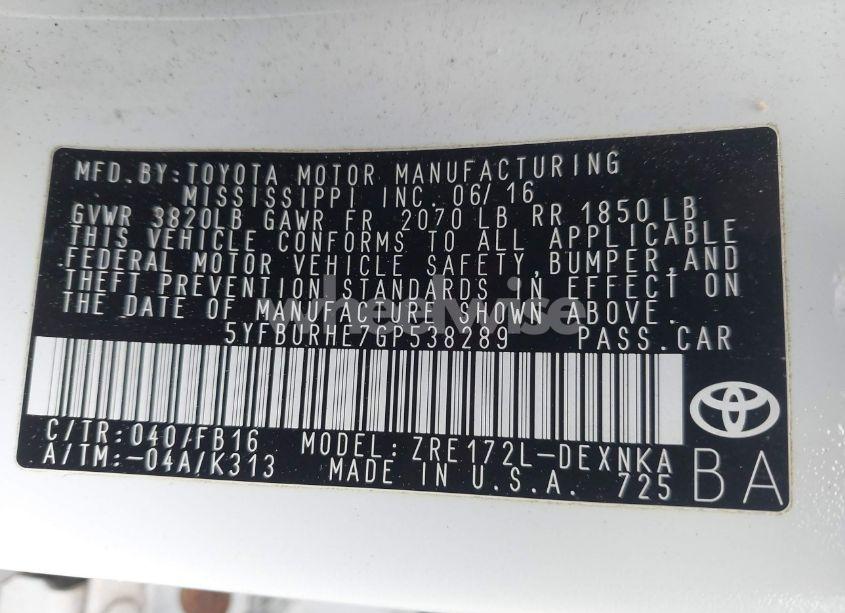 MFD.BY:TOYOTA MOTOR MANUFACTURING
MISSISSIPPI INC. 06/16
GVWR 3820LB GAWR FR 2070LB RR 1850LB
THIS VEHICLE CONFORMS TO ALL APPLICABLE
FEDERAL MOTOR VEHICLE SAFETY,BUMPER,AND
THEFT PREVENTION STANDARDS IN EFFECT ON
THE DATE OF MANUFACTURE SHOWN ABOVE.
wheelwise
5YFBURHE7GP538289 PASS.CAR
C/TR:040/FB16 MODEL:ZRE172L-DEXNKA
A/TM:-04A/K313 MADE IN U.S.A. 725 BA